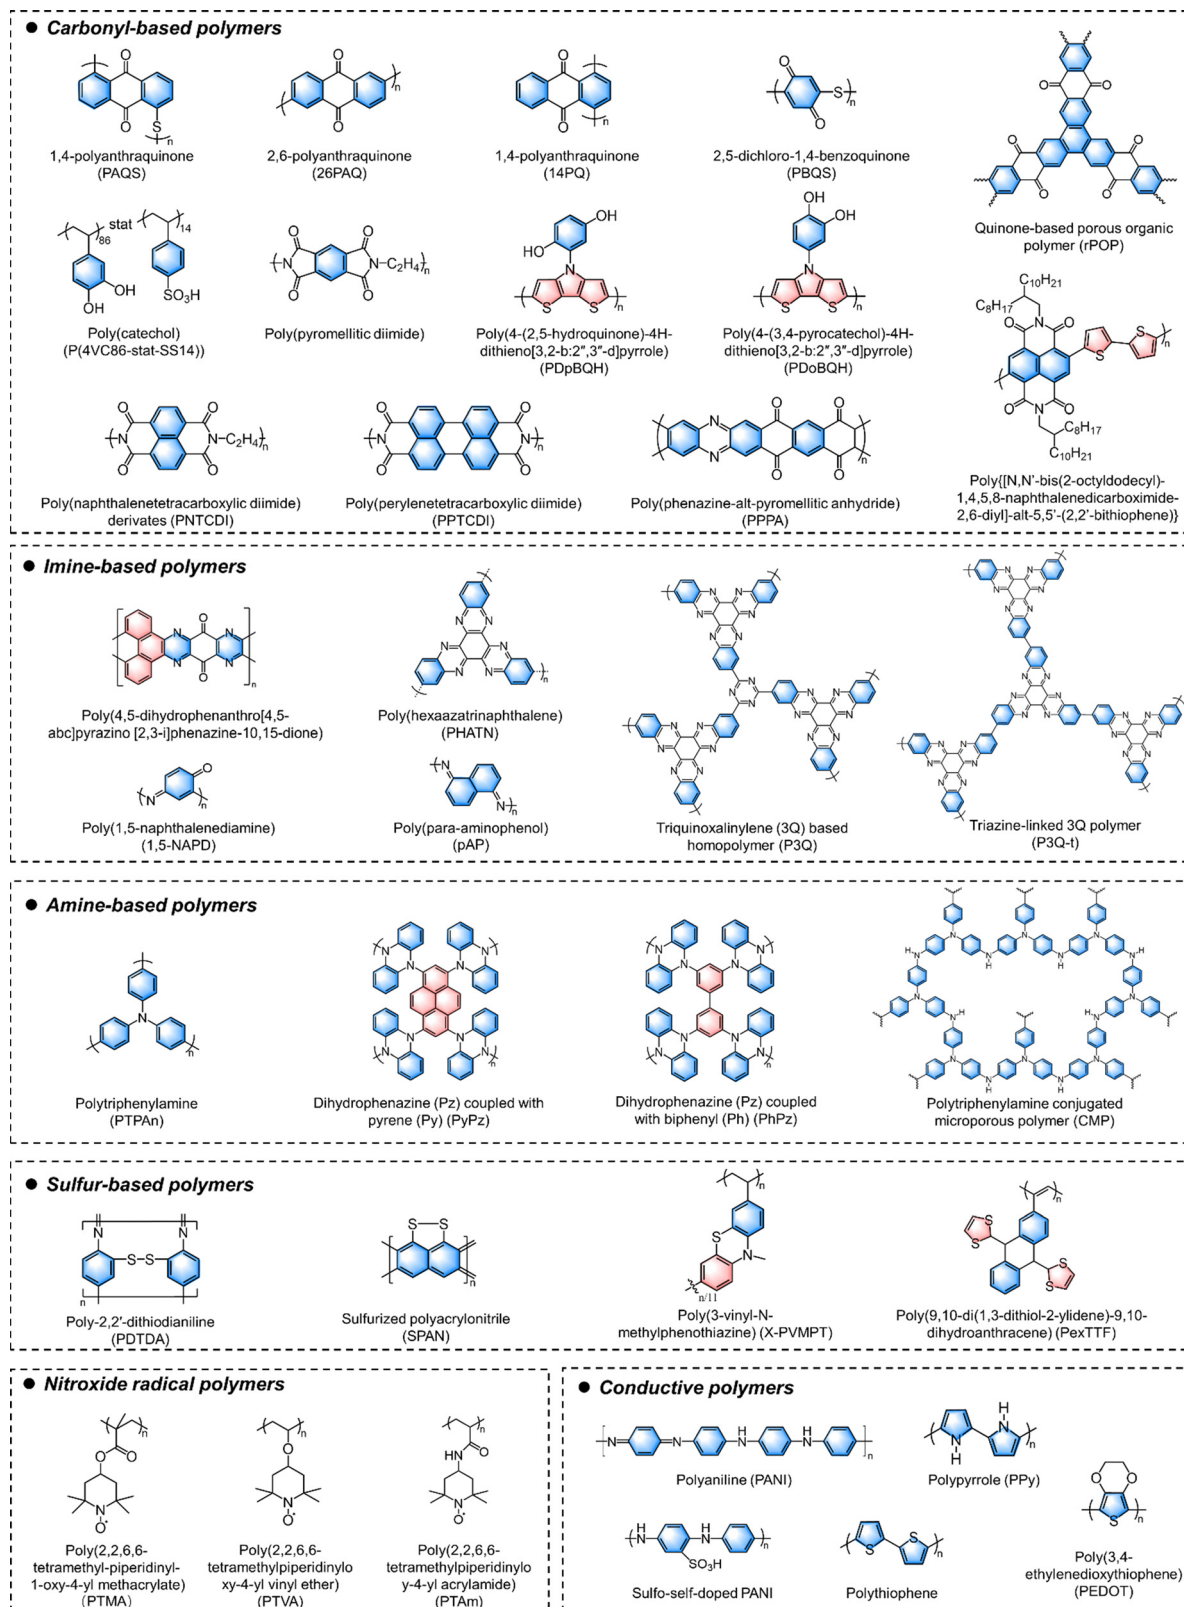 ● Carbonyl-based polymers
1,4-polyanthraquinone
(PAQS)
2,6-polyanthraquinone
(26PAQ)
1,4-polyanthraquinone
(14PQ)
2,5-dichloro-1,4-benzoquinone
(PBQS)
Quinone-based porous organic
polymer (rPOP)
Poly(catechol)
(P(4VC86-stat-SS14))
Poly(pyromellitic diimide)
Poly(4-(2,5-hydroquinone)-4H-
dithieno[3,2-b:2″,3″-d]pyrrole)
(PDpBQH)
Poly(4-(3,4-pyrocatechol)-4H-
dithieno[3,2-b:2″,3″-d]pyrrole)
(PDoBQH)
Poly(naphthalenetetracarboxylic diimide)
derivates (PNTCDI)
Poly(perylenetetracarboxylic diimide)
(PPTCDI)
Poly(phenazine-alt-pyromellitic anhydride)
(PPPA)
Poly{[N,N'-bis(2-octyldodecyl)-
1,4,5,8-naphthalenedicarboximide-
2,6-diyl]-alt-5,5'-(2,2'-bithiophene)}
● Imine-based polymers
Poly(4,5-dihydrophenanthro[4,5-
abc]pyrazino [2,3-i]phenazine-10,15-dione)
Poly(hexaazatrinaphthalene)
(PHATN)
Poly(1,5-naphthalenediamine)
(1,5-NAPD)
Poly(para-aminophenol)
(pAP)
Triquinoxalinylene (3Q) based
homopolymer (P3Q)
Triazine-linked 3Q polymer
(P3Q-t)
● Amine-based polymers
Polytriphenylamine
(PTPAn)
Dihydrophenazine (Pz) coupled with
pyrene (Py) (PyPz)
Dihydrophenazine (Pz) coupled
with biphenyl (Ph) (PhPz)
Polytriphenylamine conjugated
microporous polymer (CMP)
● Sulfur-based polymers
Poly-2,2'-dithiodianiline
(PDTDA)
Sulfurized polyacrylonitrile
(SPAN)
n/11
Poly(3-vinyl-N-
methylphenothiazine) (X-PVMPT)
Poly(9,10-di(1,3-dithiol-2-ylidene)-9,10-
dihydroanthracene) (PexTTF)
● Nitroxide radical polymers
Poly(2,2,6,6-
tetramethyl-piperidinyl-
1-oxy-4-yl methacrylate)
(PTMA)
Poly(2,2,6,6-
tetramethylpiperidinylo
xy-4-yl vinyl ether)
(PTVA)
Poly(2,2,6,6-
tetramethylpiperidinylo
y-4-yl acrylamide)
(PTAm)
● Conductive polymers
Polyaniline (PANI)
Polypyrrole (PPy)
Sulfo-self-doped PANI
Polythiophene
Poly(3,4-
ethylenedioxythiophene)
(PEDOT)